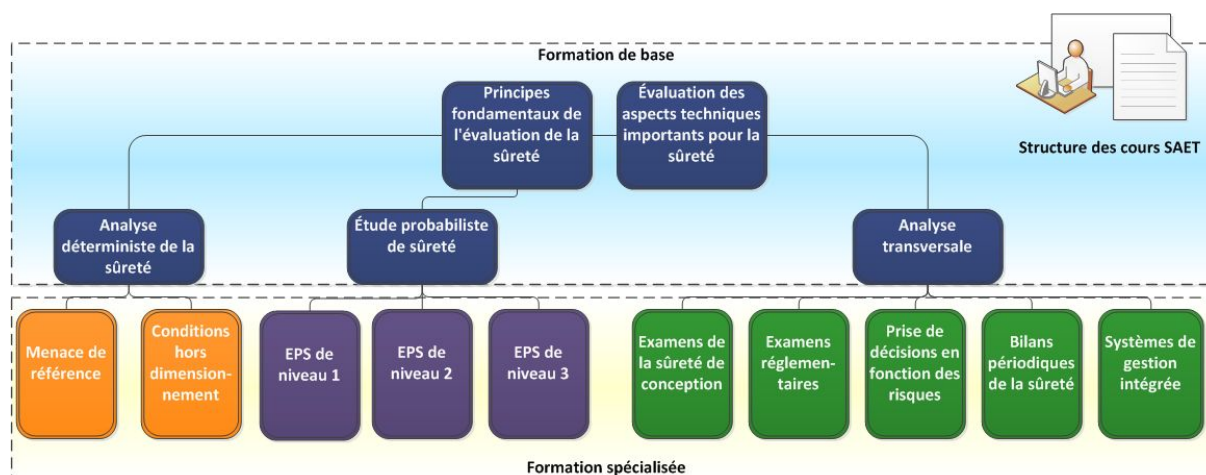 Formation de base
Structure des cours SAET
Principes
fondamentaux de
l'évaluation de la
sûreté
Évaluation des
aspects techniques
importants pour la
sûreté
Analyse
déterministe de la
sûreté
Étude probabiliste
de sûreté
Analyse
transversale
Menace de
référence
Conditions
hors
dimension-
nement
EPS de
niveau 1
EPS de
niveau 2
EPS de
niveau 3
Examens de
la sûreté de
conception
Examens
réglemen-
taires
Prise de
décisions en
fonction des
risques
Bilans
périodiques
de la sûreté
Systèmes de
gestion
intégrée
Formation spécialisée